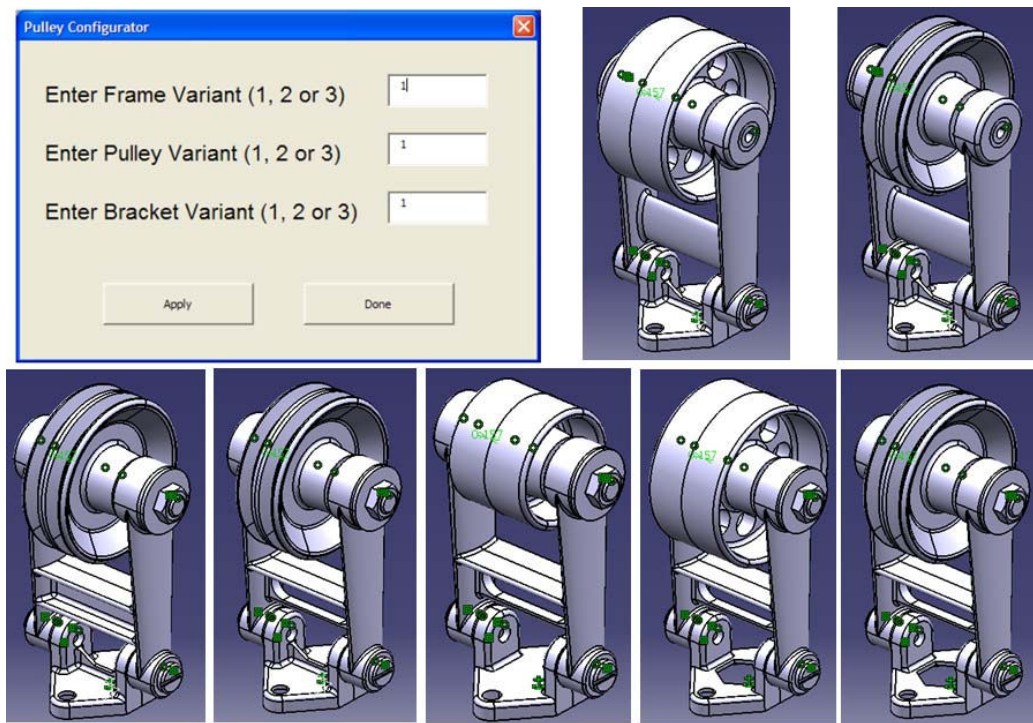 Pulley Configurator
Enter Frame Variant (1, 2 or 3)
1
Enter Pulley Variant (1, 2 or 3)
1
Enter Bracket Variant (1, 2 or 3)
1
Apply
Done